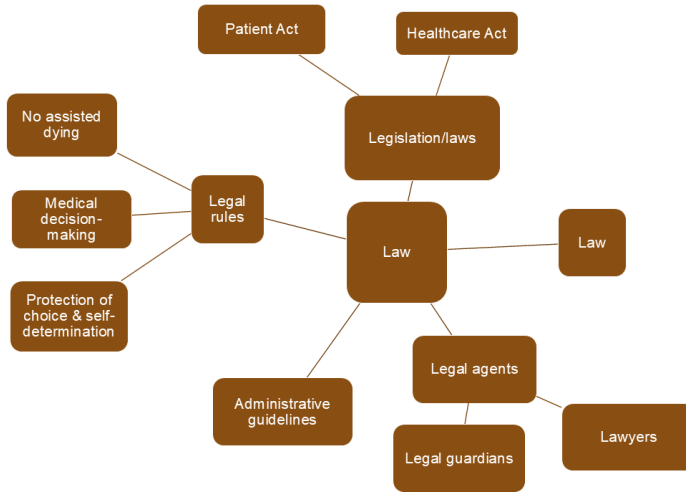 Patient Act
Healthcare Act
No assisted
dying
Legislation/laws
Medical
decision-
making
Legal
rules
Law
Law
Protection of
choice & self-
determination
Legal agents
Administrative
guidelines
Legal guardians
Lawyers